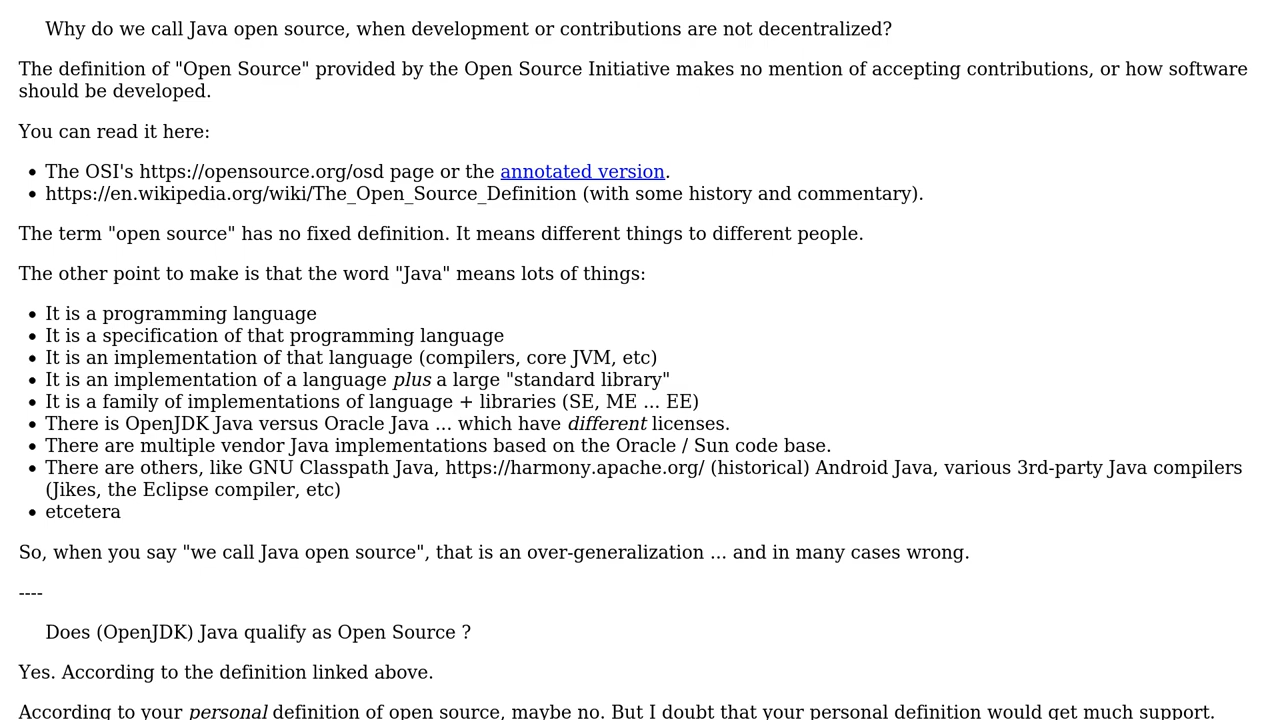 Why do we call Java open source, when development or contributions are not decentralized?
The definition of "Open Source" provided by the Open Source Initiative makes no mention of accepting contributions, or how software
should be developed.
You can read it here:
• The OSI's https://opensource.org/osd page or the annotated version.
• https://en.wikipedia.org/wiki/The_Open_Source_Definition (with some history and commentary).
The term "open source" has no fixed definition. It means different things to different people.
The other point to make is that the word "Java" means lots of things:
• It is a programming language
• It is a specification of that programming language
• It is an implementation of that language (compilers, core JVM, etc)
• It is an implementation of a language plus a large "standard library"
• It is a family of implementations of language + libraries (SE, ME ... EE)
• There is OpenJDK Java versus Oracle Java ... which have different licenses.
• There are multiple vendor Java implementations based on the Oracle / Sun code base.
• There are others, like GNU Classpath Java, https://harmony.apache.org/ (historical) Android Java, various 3rd-party Java compilers
(Jikes, the Eclipse compiler, etc)
• etcetera
So, when you say "we call Java open source", that is an over-generalization ... and in many cases wrong.
----
Does (OpenJDK) Java qualify as Open Source ?
Yes. According to the definition linked above.
According to your personal definition of open source, maybe no. But I doubt that your personal definition would get much support.